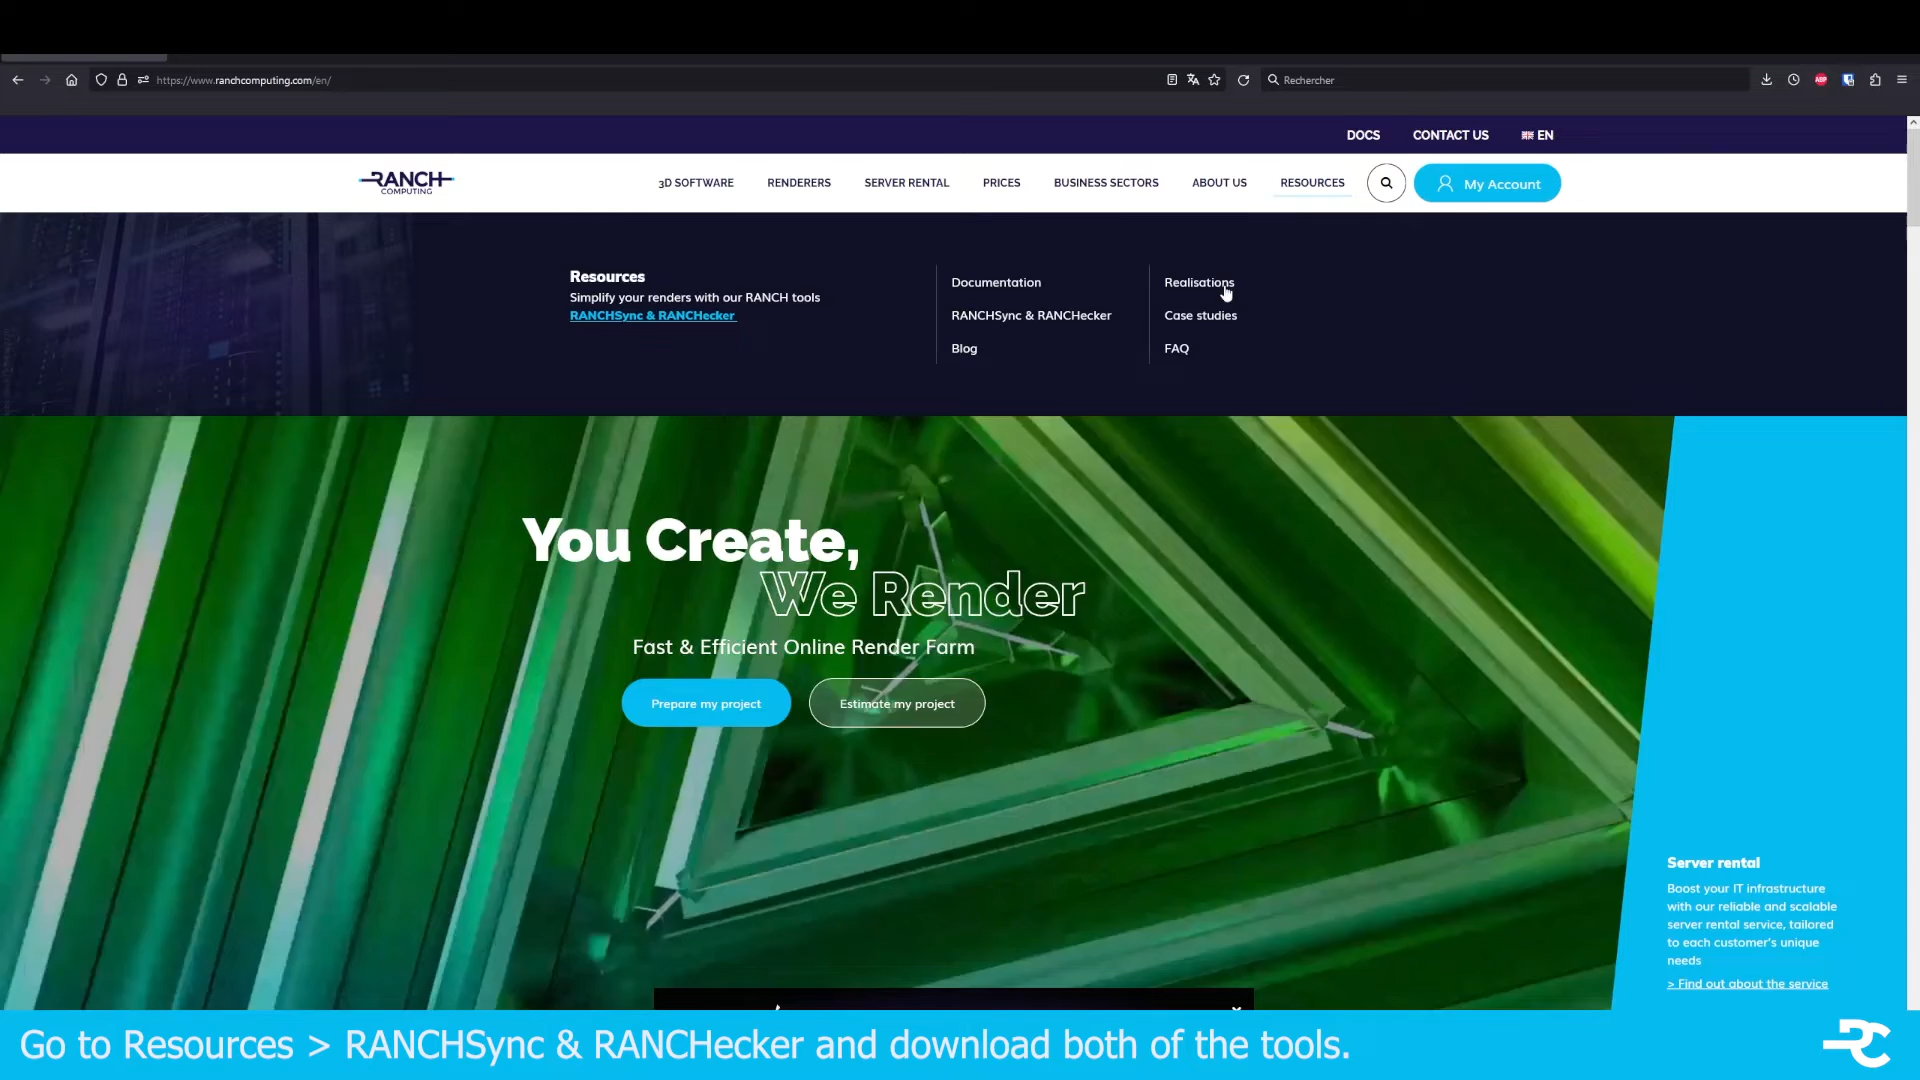 https://www.ranchcomputing.com/en/
Rechercher
ABP
DOCS
CONTACT US
EN
RANCH
COMPUTING
3D SOFTWARE
RENDERERS
SERVER RENTAL
PRICES
BUSINESS SECTORS
ABOUT US
RESOURCES
My Account
Resources
Simplify your renders with our RANCH tools
RANCHSync & RANCHecker
Documentation
RANCHSync & RANCHecker
Blog
Realisations
Case studies
FAQ
You Create,
We Render
Fast & Efficient Online Render Farm
Prepare my project
Estimate my project
Server rental
Boost your IT infrastructure
with our reliable and scalable
server rental service, tailored
to each customer's unique
needs
> Find out about the service
Go to Resources > RANCHSync & RANCHecker and download both of the tools.